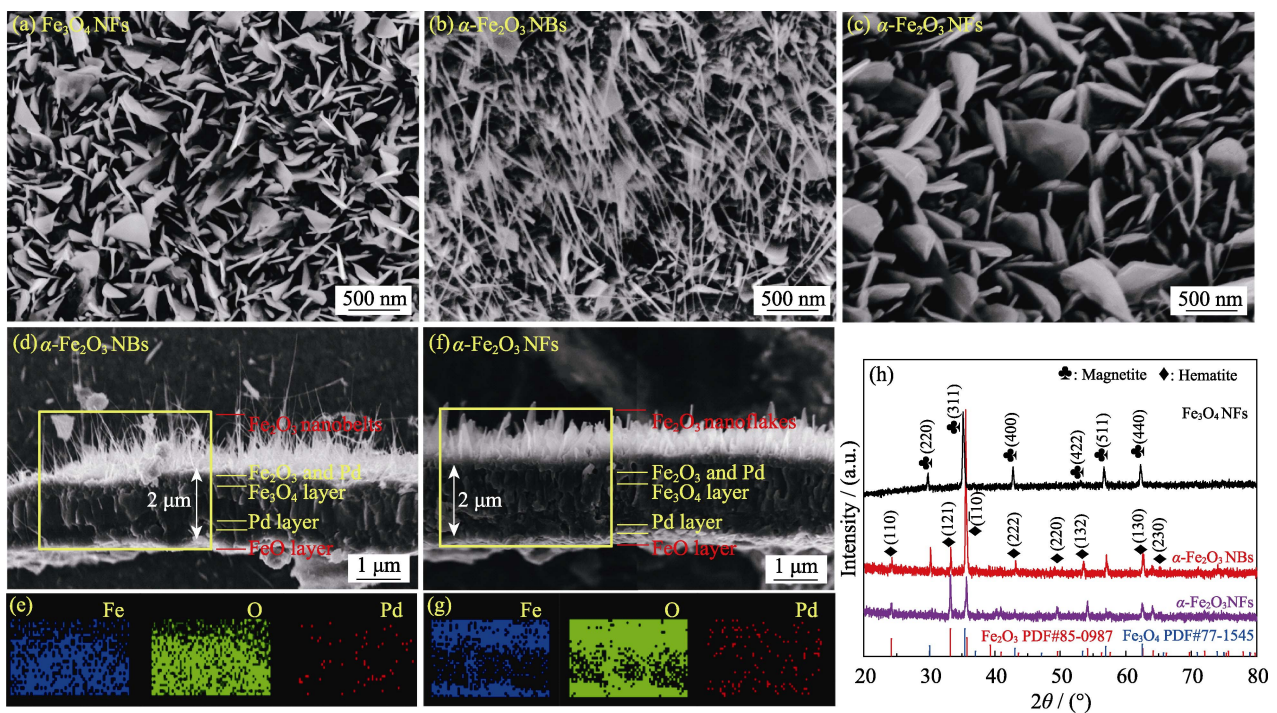 (a) Fe₃O₄ NFs
500 nm
(b) α-Fe₂O₃ NBs
500 nm
(c) α-Fe₂O₃ NFs
500 nm
(d) α-Fe₂O₃ NBs
Fe₂O₃ nanobelts
Fe₂O₃ and Pd
Fe₃O₄ layer
2 μm
Pd layer
FeO layer
1 μm
(f) α-Fe₂O₃ NFs
Fe₂O₃ nanoflakes
Fe₂O₃ and Pd
Fe₃O₄ layer
2 μm
Pd layer
FeO layer
1 μm
(e) Fe O Pd
(g) Fe O Pd
(h)
♣: Magnetite ♦: Hematite
Fe₃O₄ NFs
♣(220)
♣(311)
♣(400)
♣(422)
♣(511)
♣(440)
♦(110)
♦(121)
♦(1̄10)
♦(222)
♦(220)
♦(132)
♦(130)
♦(230)
α-Fe₂O₃ NBs
α-Fe₂O₃NFs
Fe₂O₃ PDF#85-0987 Fe₃O₄ PDF#77-1545
Intensity / (a.u.)
20 30 40 50 60 70 80
2θ / (°)